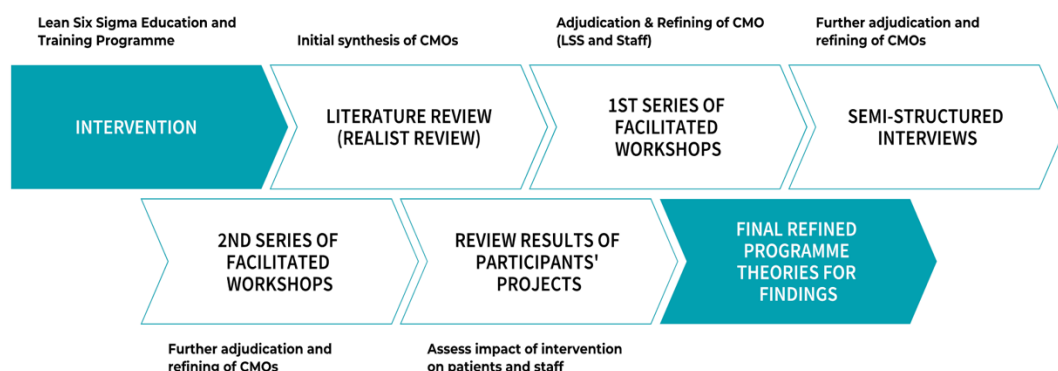 Lean Six Sigma Education and
Training Programme
Initial synthesis of CMOs
Adjudication & Refining of CMO
(LSS and Staff)
Further adjudication and
refining of CMOs
INTERVENTION
LITERATURE REVIEW
(REALIST REVIEW)
1ST SERIES OF
FACILITATED
WORKSHOPS
SEMI-STRUCTURED
INTERVIEWS
2ND SERIES OF
FACILITATED
WORKSHOPS
REVIEW RESULTS OF
PARTICIPANTS'
PROJECTS
FINAL REFINED
PROGRAMME
THEORIES FOR
FINDINGS
Further adjudication and
refining of CMOs
Assess impact of intervention
on patients and staff